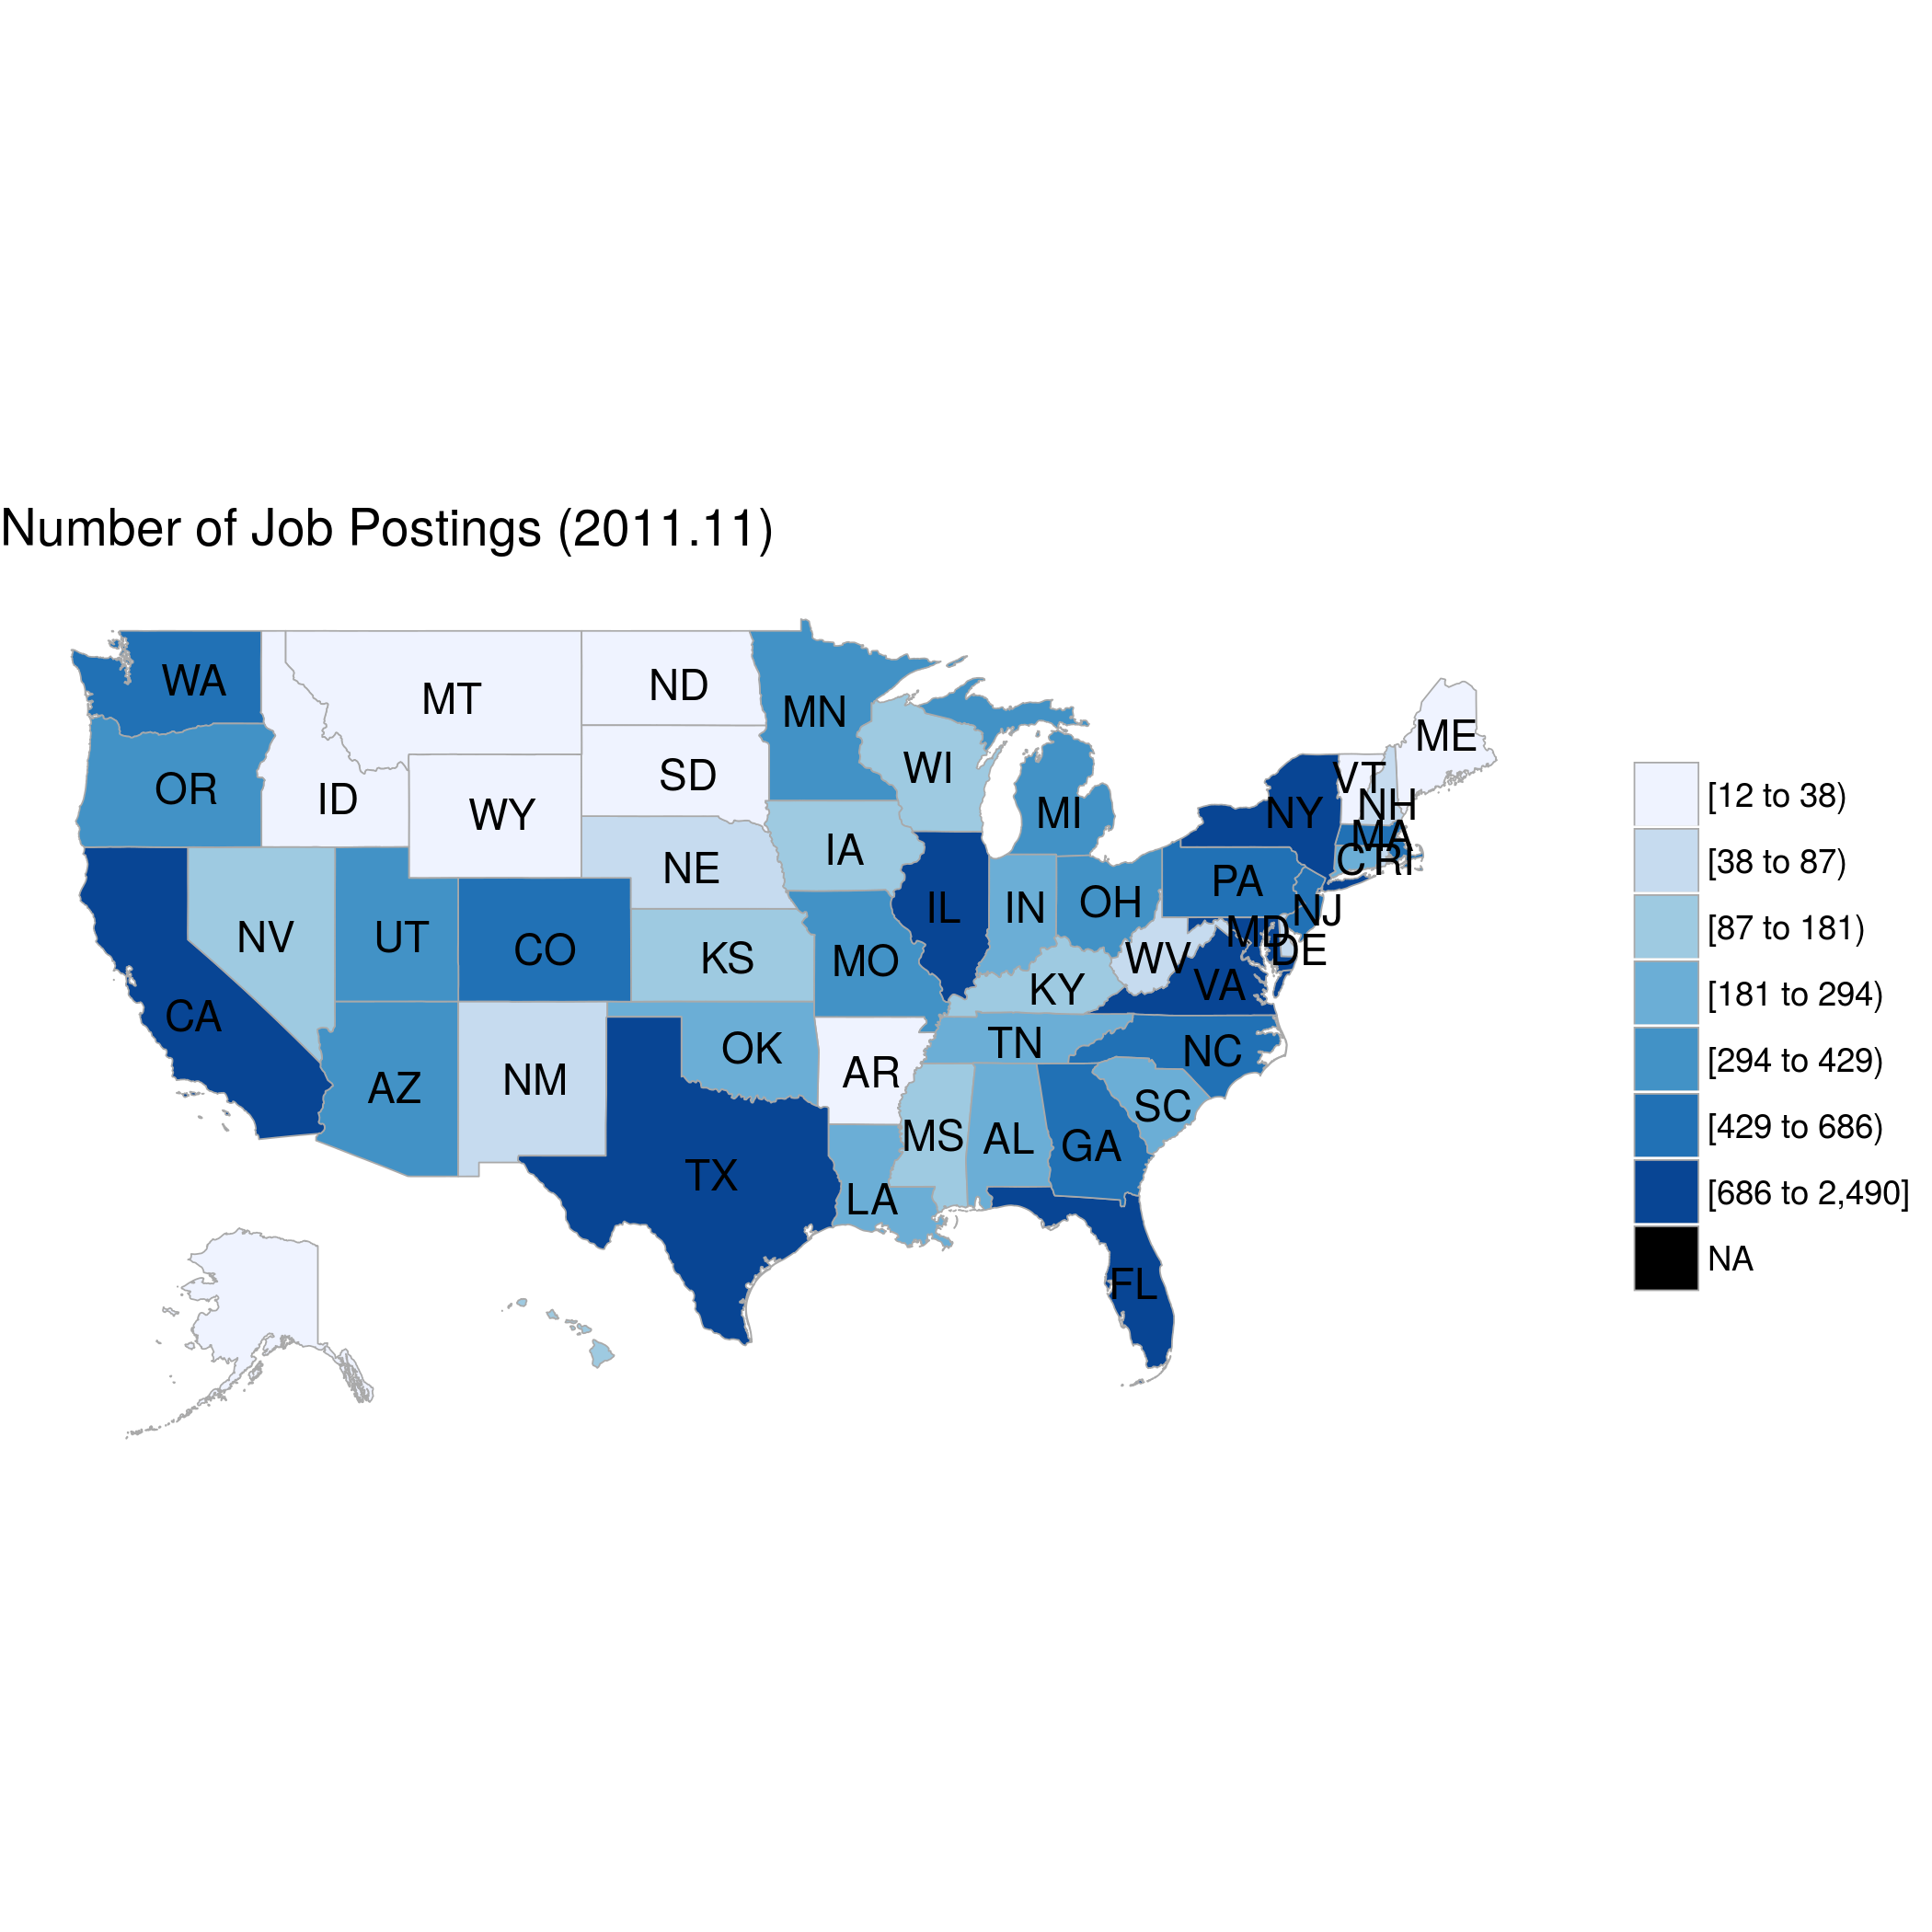 Number of Job Postings (2011.11)
WA
MT
ND
MN
ME
OR
ID
WY
SD
WI
MI
NY
VT
NH
MA
CT
RI
NE
IA
PA
NJ
NV
UT
CO
KS
MO
IL
IN
OH
WV
MD
DE
VA
KY
CA
AZ
NM
OK
AR
TN
NC
SC
TX
LA
MS
AL
GA
FL
[12 to 38)
[38 to 87)
[87 to 181)
[181 to 294)
[294 to 429)
[429 to 686)
[686 to 2,490]
NA